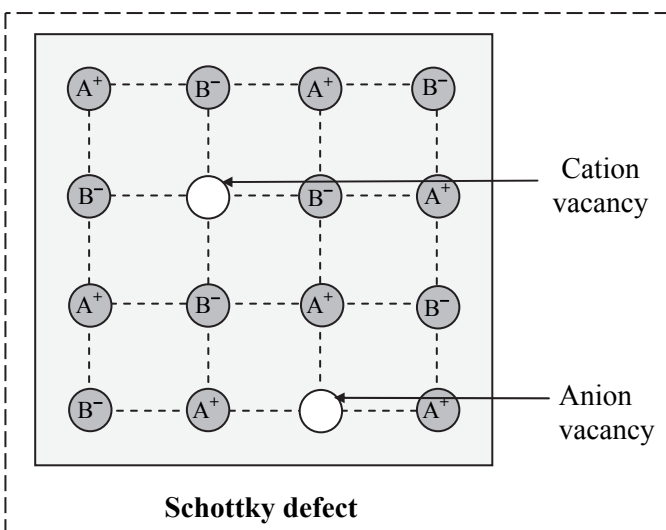 A⁺ B⁻ A⁺ B⁻
B⁻ B⁻ A⁺
Cation
vacancy
A⁺ B⁻ A⁺ B⁻
B⁻ A⁺ A⁺
Anion
vacancy
Schottky defect